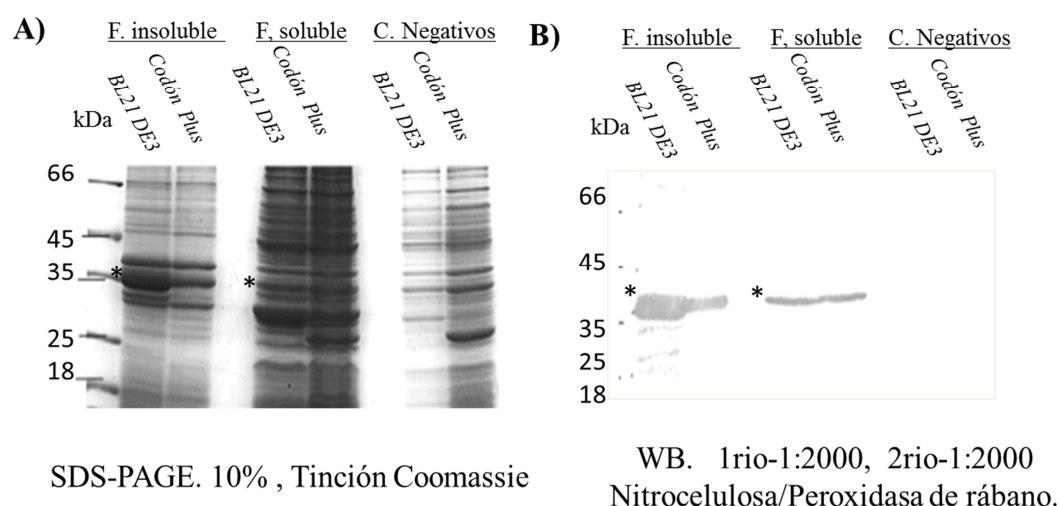 A)
F. insoluble F, soluble C. Negativos
BL21 DE3 Codón Plus BL21 DE3 Codón Plus BL21 DE3 Codón Plus
kDa
66
45
35
*
*
25
18
SDS-PAGE. 10% , Tinción Coomassie
B)
F. insoluble F, soluble C. Negativos
BL21 DE3 Codón Plus BL21 DE3 Codón Plus BL21 DE3 Codón Plus
kDa
66
45
*
*
35
25
18
WB. 1rio-1:2000, 2rio-1:2000
Nitrocelulosa/Peroxidasa de rábano.